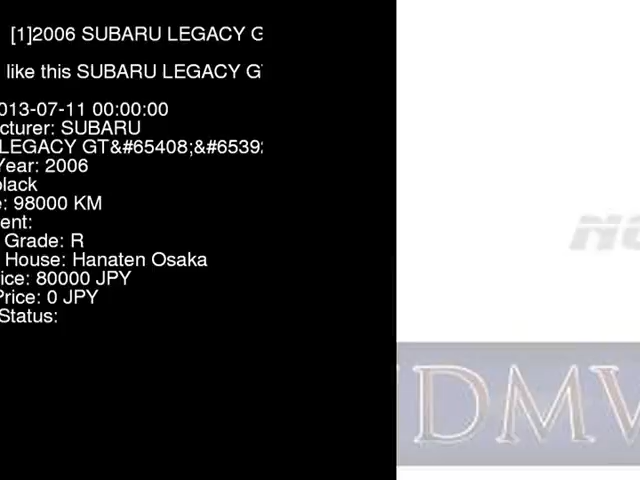 [1]2006 SUBARU LEGACY G
like this SUBARU LEGACY G
013-07-11 00:00:00
cturer: SUBARU
LEGACY GT&#65408;&#6539
Year: 2006
black
: 98000 KM
ent:
Grade: R
House: Hanaten Osaka
ice: 80000 JPY
Price: 0 JPY
Status:
DMV